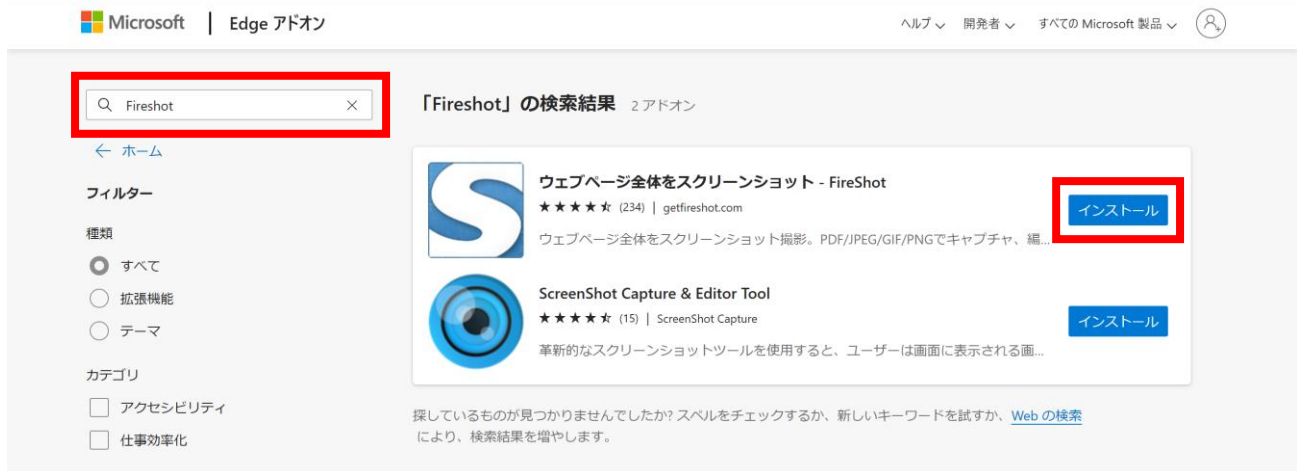 Microsoft | Edge アドオン
ヘルプ 開発者 すべての Microsoft 製品
Fireshot
「Fireshot」の検索結果 2 アドオン
ホーム
フィルター
種類
すべて
拡張機能
テーマ
カテゴリ
アクセシビリティ
仕事効率化
ウェブページ全体をスクリーンショット - FireShot
(234) | getfireshot.com
ウェブページ全体をスクリーンショット撮影。PDF/JPEG/GIF/PNGでキャプチャ、編...
インストール
ScreenShot Capture & Editor Tool
(15) | ScreenShot Capture
革新的なスクリーンショットツールを使用すると、ユーザーは画面に表示される画...
インストール
探しているものが見つかりませんでしたか? スペルをチェックするか、新しいキーワードを試すか、Web の検索
により、検索結果を増やします。